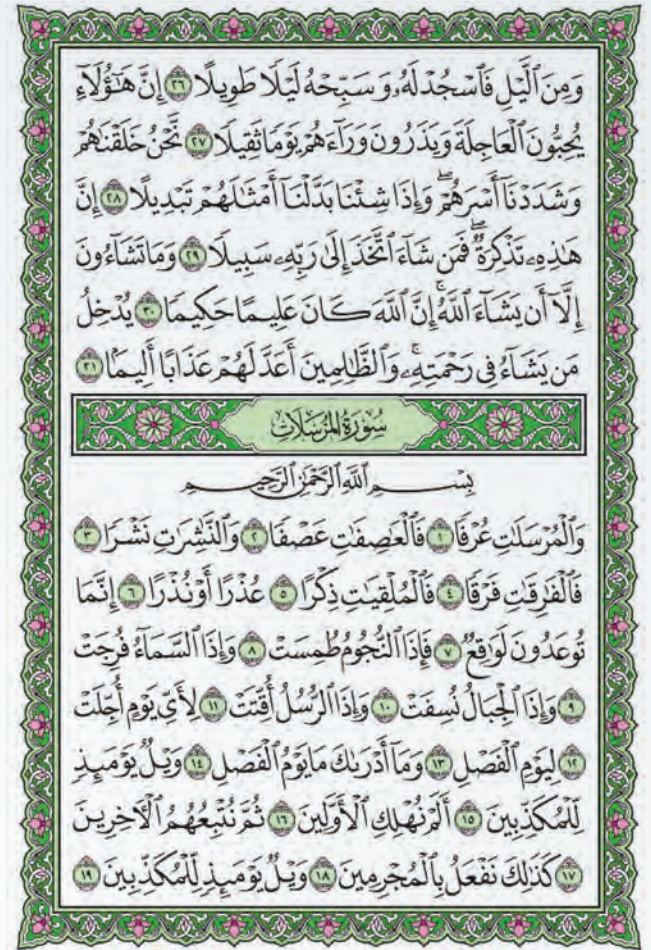 وَمِنَ ٱلَّيۡلِ فَٱسۡجُدۡ لَهُۥ وَسَبِّحۡهُ لَيۡلٗا طَوِيلًا ٢٦ إِنَّ هَٰٓؤُلَآءِ
يُحِبُّونَ ٱلۡعَاجِلَةَ وَيَذَرُونَ وَرَآءَهُمۡ يَوۡمٗا ثَقِيلٗا ٢٧ نَّحۡنُ خَلَقۡنَٰهُمۡ
وَشَدَدۡنَآ أَسۡرَهُمۡۖ وَإِذَا شِئۡنَا بَدَّلۡنَآ أَمۡثَٰلَهُمۡ تَبۡدِيلًا ٢٨ إِنَّ
هَٰذِهِۦ تَذۡكِرَةٞۖ فَمَن شَآءَ ٱتَّخَذَ إِلَىٰ رَبِّهِۦ سَبِيلٗا ٢٩ وَمَا تَشَآءُونَ
إِلَّآ أَن يَشَآءَ ٱللَّهُۚ إِنَّ ٱللَّهَ كَانَ عَلِيمًا حَكِيمٗا ٣٠ يُدۡخِلُ
مَن يَشَآءُ فِي رَحۡمَتِهِۦۚ وَٱلظَّٰلِمِينَ أَعَدَّ لَهُمۡ عَذَابًا أَلِيمَۢا ٣١
سُورَةُ المُرۡسَلَاتِ
بِسۡمِ ٱللَّهِ ٱلرَّحۡمَٰنِ ٱلرَّحِيمِ
وَٱلۡمُرۡسَلَٰتِ عُرۡفٗا ١ فَٱلۡعَٰصِفَٰتِ عَصۡفٗا ٢ وَٱلنَّٰشِرَٰتِ نَشۡرٗا ٣
فَٱلۡفَٰرِقَٰتِ فَرۡقٗا ٤ فَٱلۡمُلۡقِيَٰتِ ذِكۡرًا ٥ عُذۡرًا أَوۡ نُذۡرًا ٦ إِنَّمَا
تُوعَدُونَ لَوَٰقِعٞ ٧ فَإِذَا ٱلنُّجُومُ طُمِسَتۡ ٨ وَإِذَا ٱلسَّمَآءُ فُرِجَتۡ
٩ وَإِذَا ٱلۡجِبَالُ نُسِفَتۡ ١٠ وَإِذَا ٱلرُّسُلُ أُقِّتَتۡ ١١ لِأَيِّ يَوۡمٍ أُجِّلَتۡ
١٢ لِيَوۡمِ ٱلۡفَصۡلِ ١٣ وَمَآ أَدۡرَىٰكَ مَا يَوۡمُ ٱلۡفَصۡلِ ١٤ وَيۡلٞ يَوۡمَئِذٖ
لِّلۡمُكَذِّبِينَ ١٥ أَلَمۡ نُهۡلِكِ ٱلۡأَوَّلِينَ ١٦ ثُمَّ نُتۡبِعُهُمُ ٱلۡأٓخِرِينَ
١٧ كَذَٰلِكَ نَفۡعَلُ بِٱلۡمُجۡرِمِينَ ١٨ وَيۡلٞ يَوۡمَئِذٖ لِّلۡمُكَذِّبِينَ ١٩